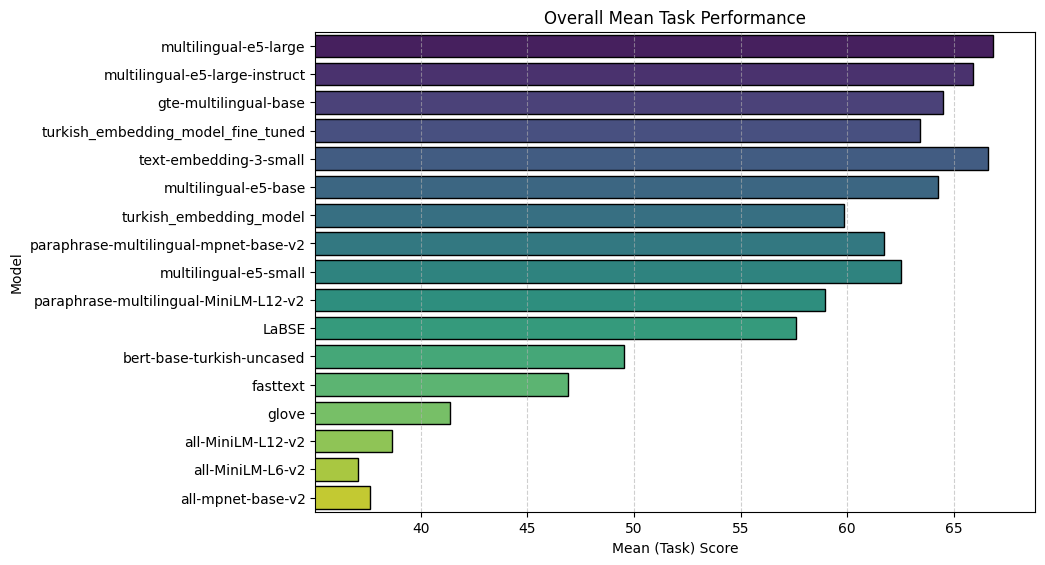 Overall Mean Task Performance
Model
multilingual-e5-large
multilingual-e5-large-instruct
gte-multilingual-base
turkish_embedding_model_fine_tuned
text-embedding-3-small
multilingual-e5-base
turkish_embedding_model
paraphrase-multilingual-mpnet-base-v2
multilingual-e5-small
paraphrase-multilingual-MiniLM-L12-v2
LaBSE
bert-base-turkish-uncased
fasttext
glove
all-MiniLM-L12-v2
all-MiniLM-L6-v2
all-mpnet-base-v2
40 45 50 55 60 65
Mean (Task) Score